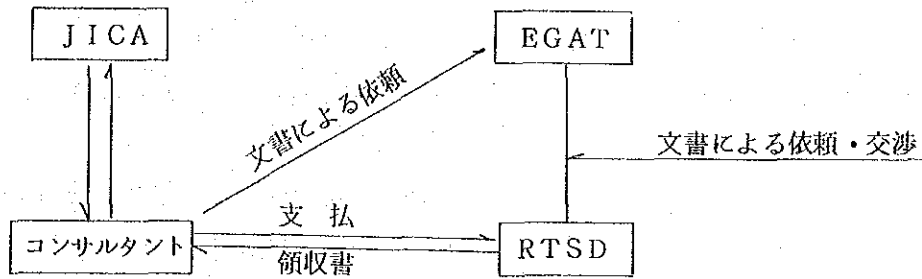 JICA
EGAT
文書による依頼
文書による依頼・交渉
支払
コンサルタント
領収書
RTSD